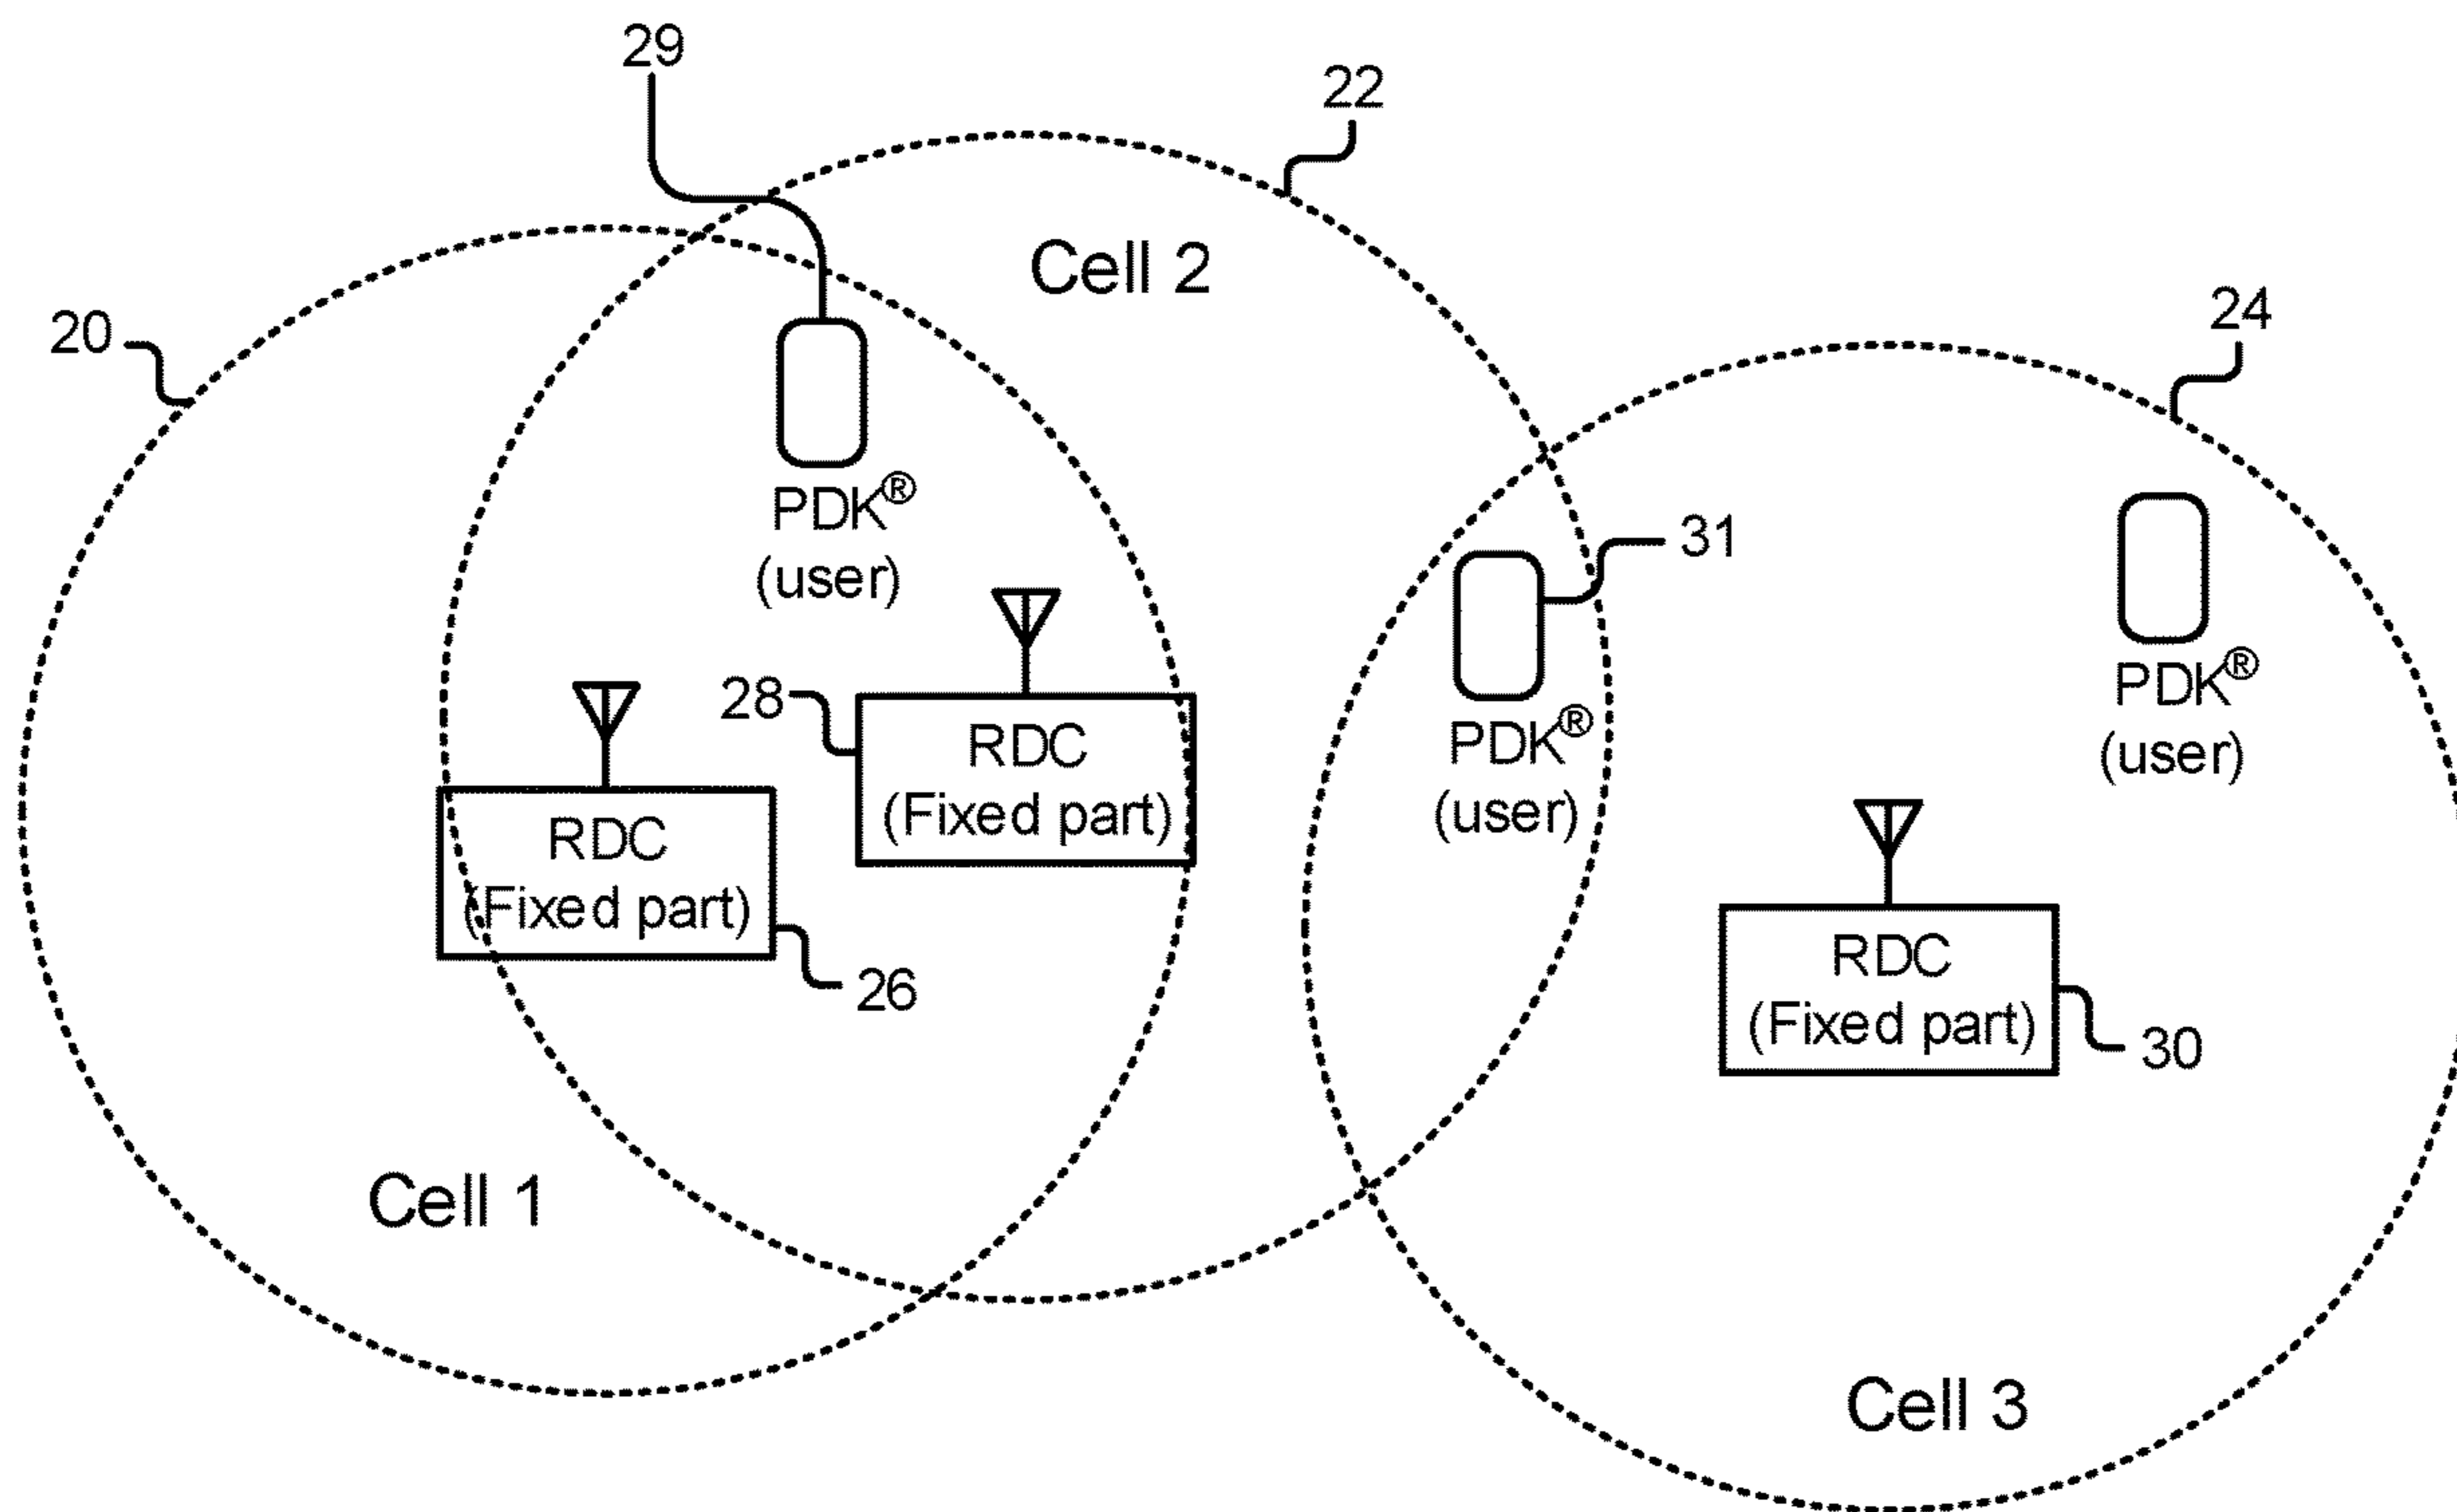 29
22
Cell 2
20
24
PDK®
(user)
31
PDK®
(user)
28
RDC
(Fixed part)
PDK®
(user)
RDC
(Fixed part)
26
RDC
(Fixed part)
30
Cell 1
Cell 3